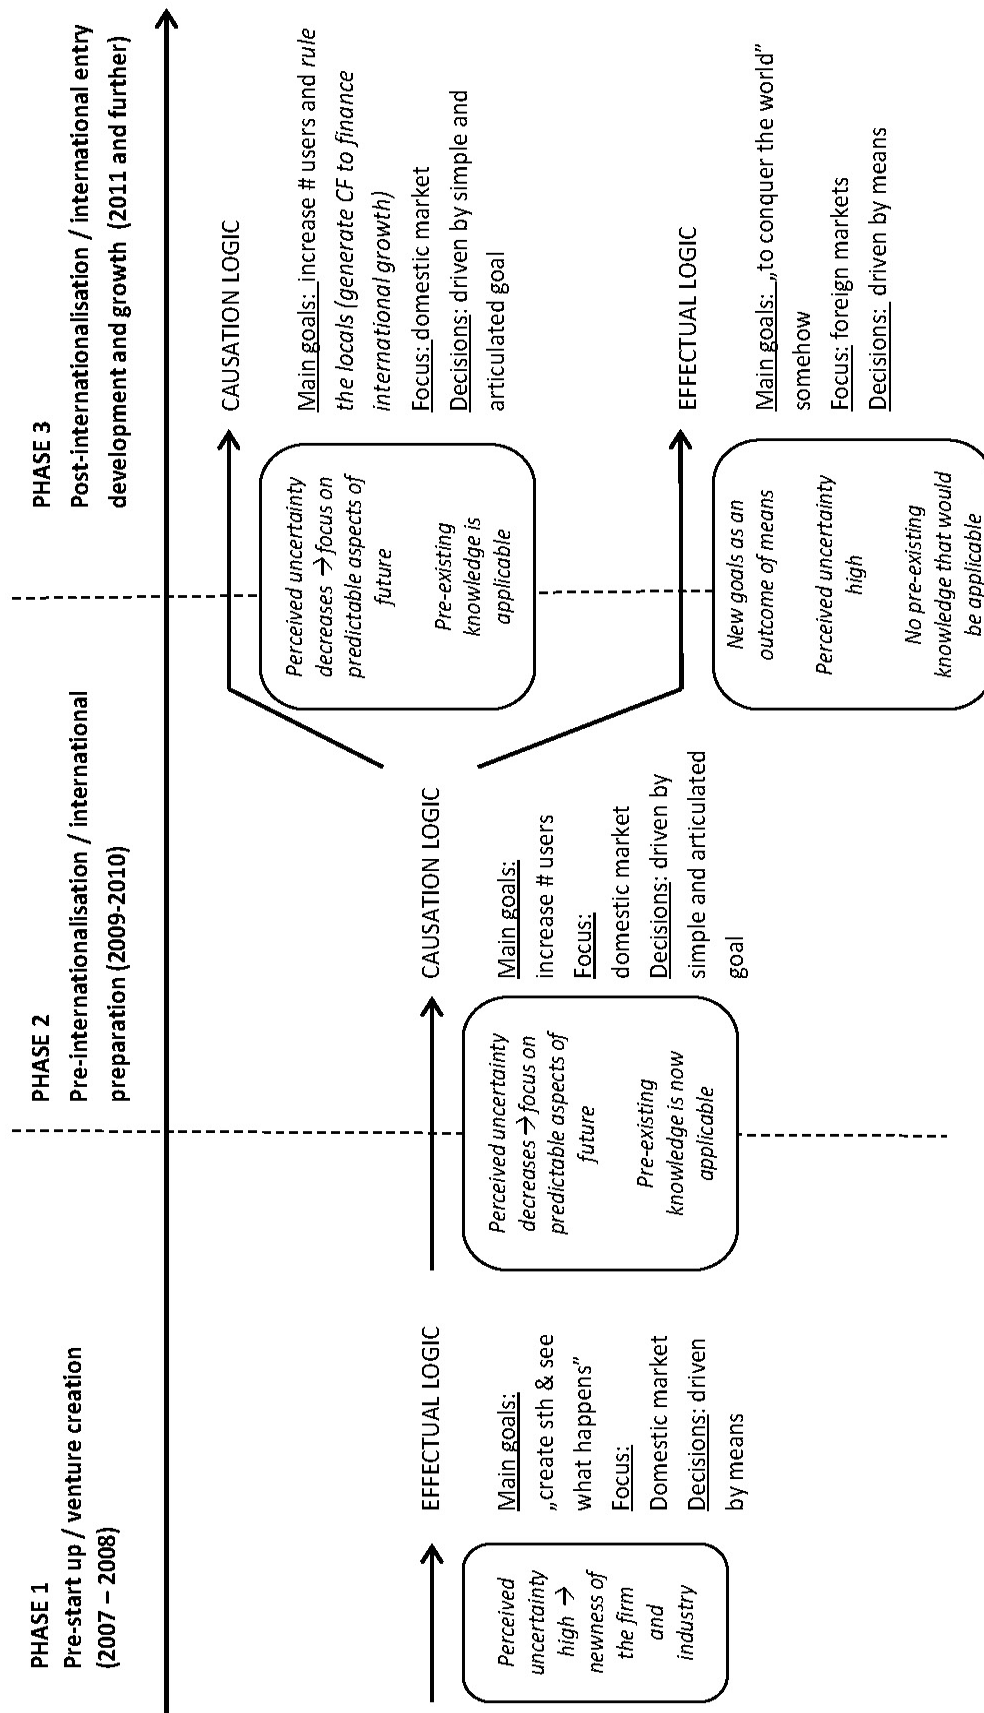 PHASE 1
Pre-start up / venture creation
(2007 – 2008)
PHASE 2
Pre-internationalisation / international
preparation (2009-2010)
PHASE 3
Post-internationalisation / international entry
development and growth (2011 and further)
Perceived
uncertainty
high →
newness of
the firm
and
industry
EFFECTUAL LOGIC
Main goals:
„create sth & see
what happens”
Focus:
Domestic market
Decisions: driven
by means
Perceived uncertainty
decreases → focus on
predictable aspects of
future
Pre-existing
knowledge is now
applicable
CAUSATION LOGIC
Main goals:
increase # users
Focus:
domestic market
Decisions: driven by
simple and articulated
goal
Perceived uncertainty
decreases → focus on
predictable aspects of
future
Pre-existing
knowledge is
applicable
CAUSATION LOGIC
Main goals: increase # users and rule
the locals (generate CF to finance
international growth)
Focus: domestic market
Decisions: driven by simple and
articulated goal
New goals as an
outcome of means
Perceived uncertainty
high
No pre-existing
knowledge that would
be applicable
EFFECTUAL LOGIC
Main goals: „to conquer the world”
somehow
Focus: foreign markets
Decisions: driven by means